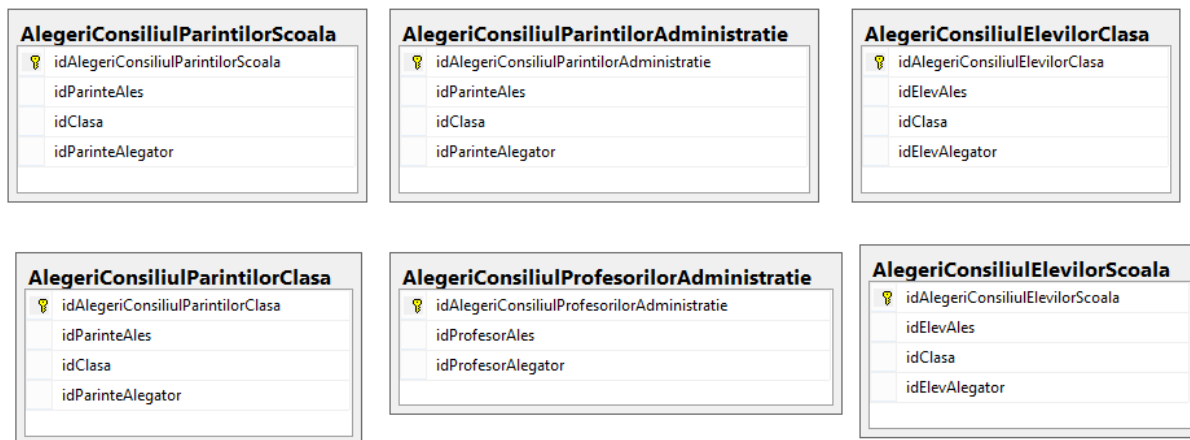 AlegeriConsiliulParintilorScoala
idAlegeriConsiliulParintilorScoala
idParinteAles
idClasa
idParinteAlegator
AlegeriConsiliulParintilorAdministratie
idAlegeriConsiliulParintilorAdministratie
idParinteAles
idClasa
idParinteAlegator
AlegeriConsiliulElevilorClasa
idAlegeriConsiliulElevilorClasa
idElevAles
idClasa
idElevAlegator
AlegeriConsiliulParintilorClasa
idAlegeriConsiliulParintilorClasa
idParinteAles
idClasa
idParinteAlegator
AlegeriConsiliulProfesorilorAdministratie
idAlegeriConsiliulProfesorilorAdministratie
idProfesorAles
idProfesorAlegator
AlegeriConsiliulElevilorScoala
idAlegeriConsiliulElevilorScoala
idElevAles
idClasa
idElevAlegator